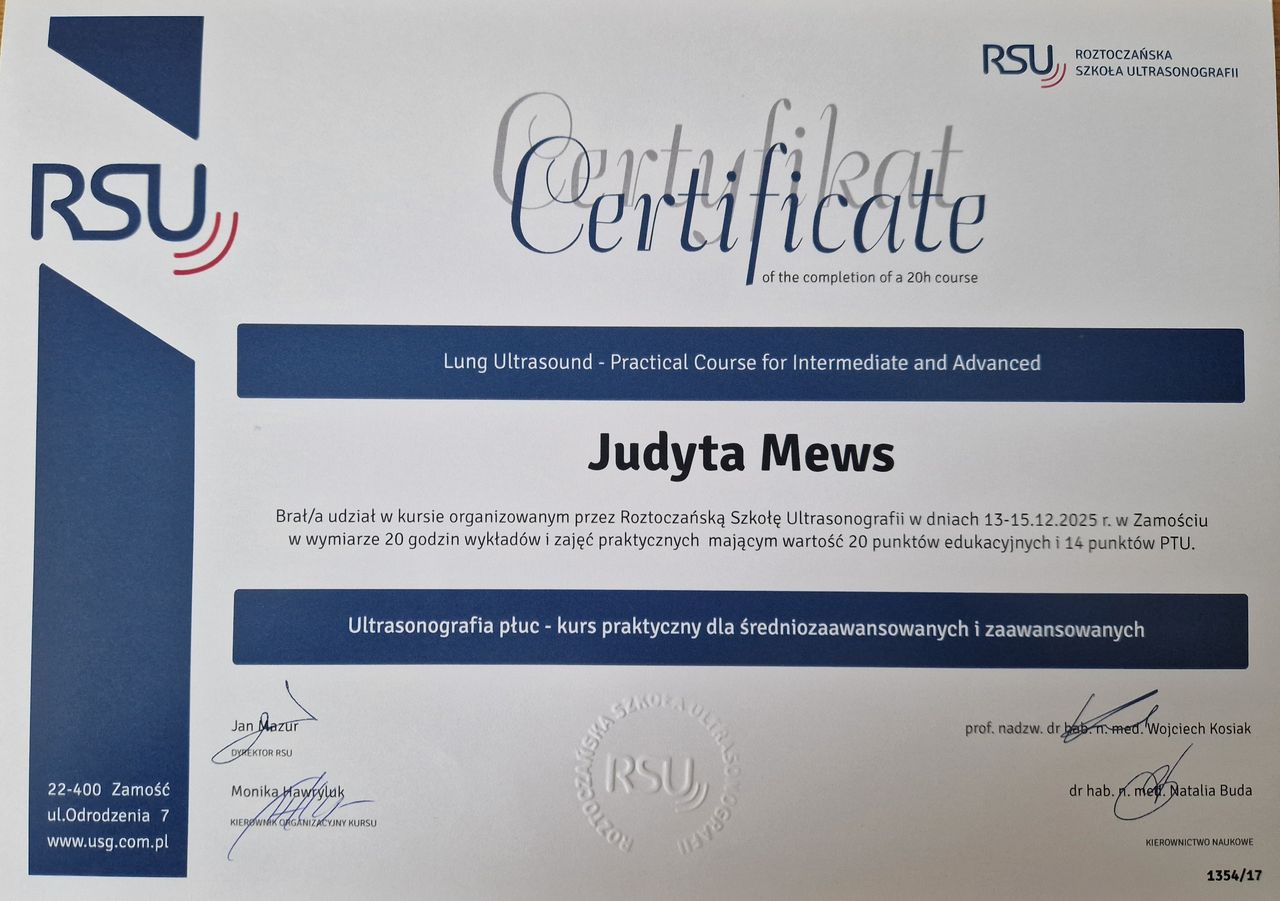 RSU ROZTOCZAŃSKA
SZKOŁA ULTRASONOGRAFII
RSU
Certyfikat
Certificate
of the completion of a 20h course
Lung Ultrasound - Practical Course for Intermediate and Advanced
Judyta Mews
Brał/a udział w kursie organizowanym przez Roztoczańską Szkołę Ultrasonografii w dniach 13-15.12.2025 r. w Zamościu
w wymiarze 20 godzin wykładów i zajęć praktycznych mającym wartość 20 punktów edukacyjnych i 14 punktów PTU.
Ultrasonografia płuc - kurs praktyczny dla średniozaawansowanych i zaawansowanych
Jan Mazur
DYREKTOR RSU
Monika Hawryluk
KIEROWNIK ORGANIZACYJNY KURSU
ROZTOCZAŃSKA SZKOŁA ULTRASONOGRAFII
RSU
prof. nadzw. dr hab. n. med. Wojciech Kosiak
dr hab. n. med. Natalia Buda
KIEROWNICTWO NAUKOWE
1354/17
22-400 Zamość
ul.Odrodzenia 7
www.usg.com.pl